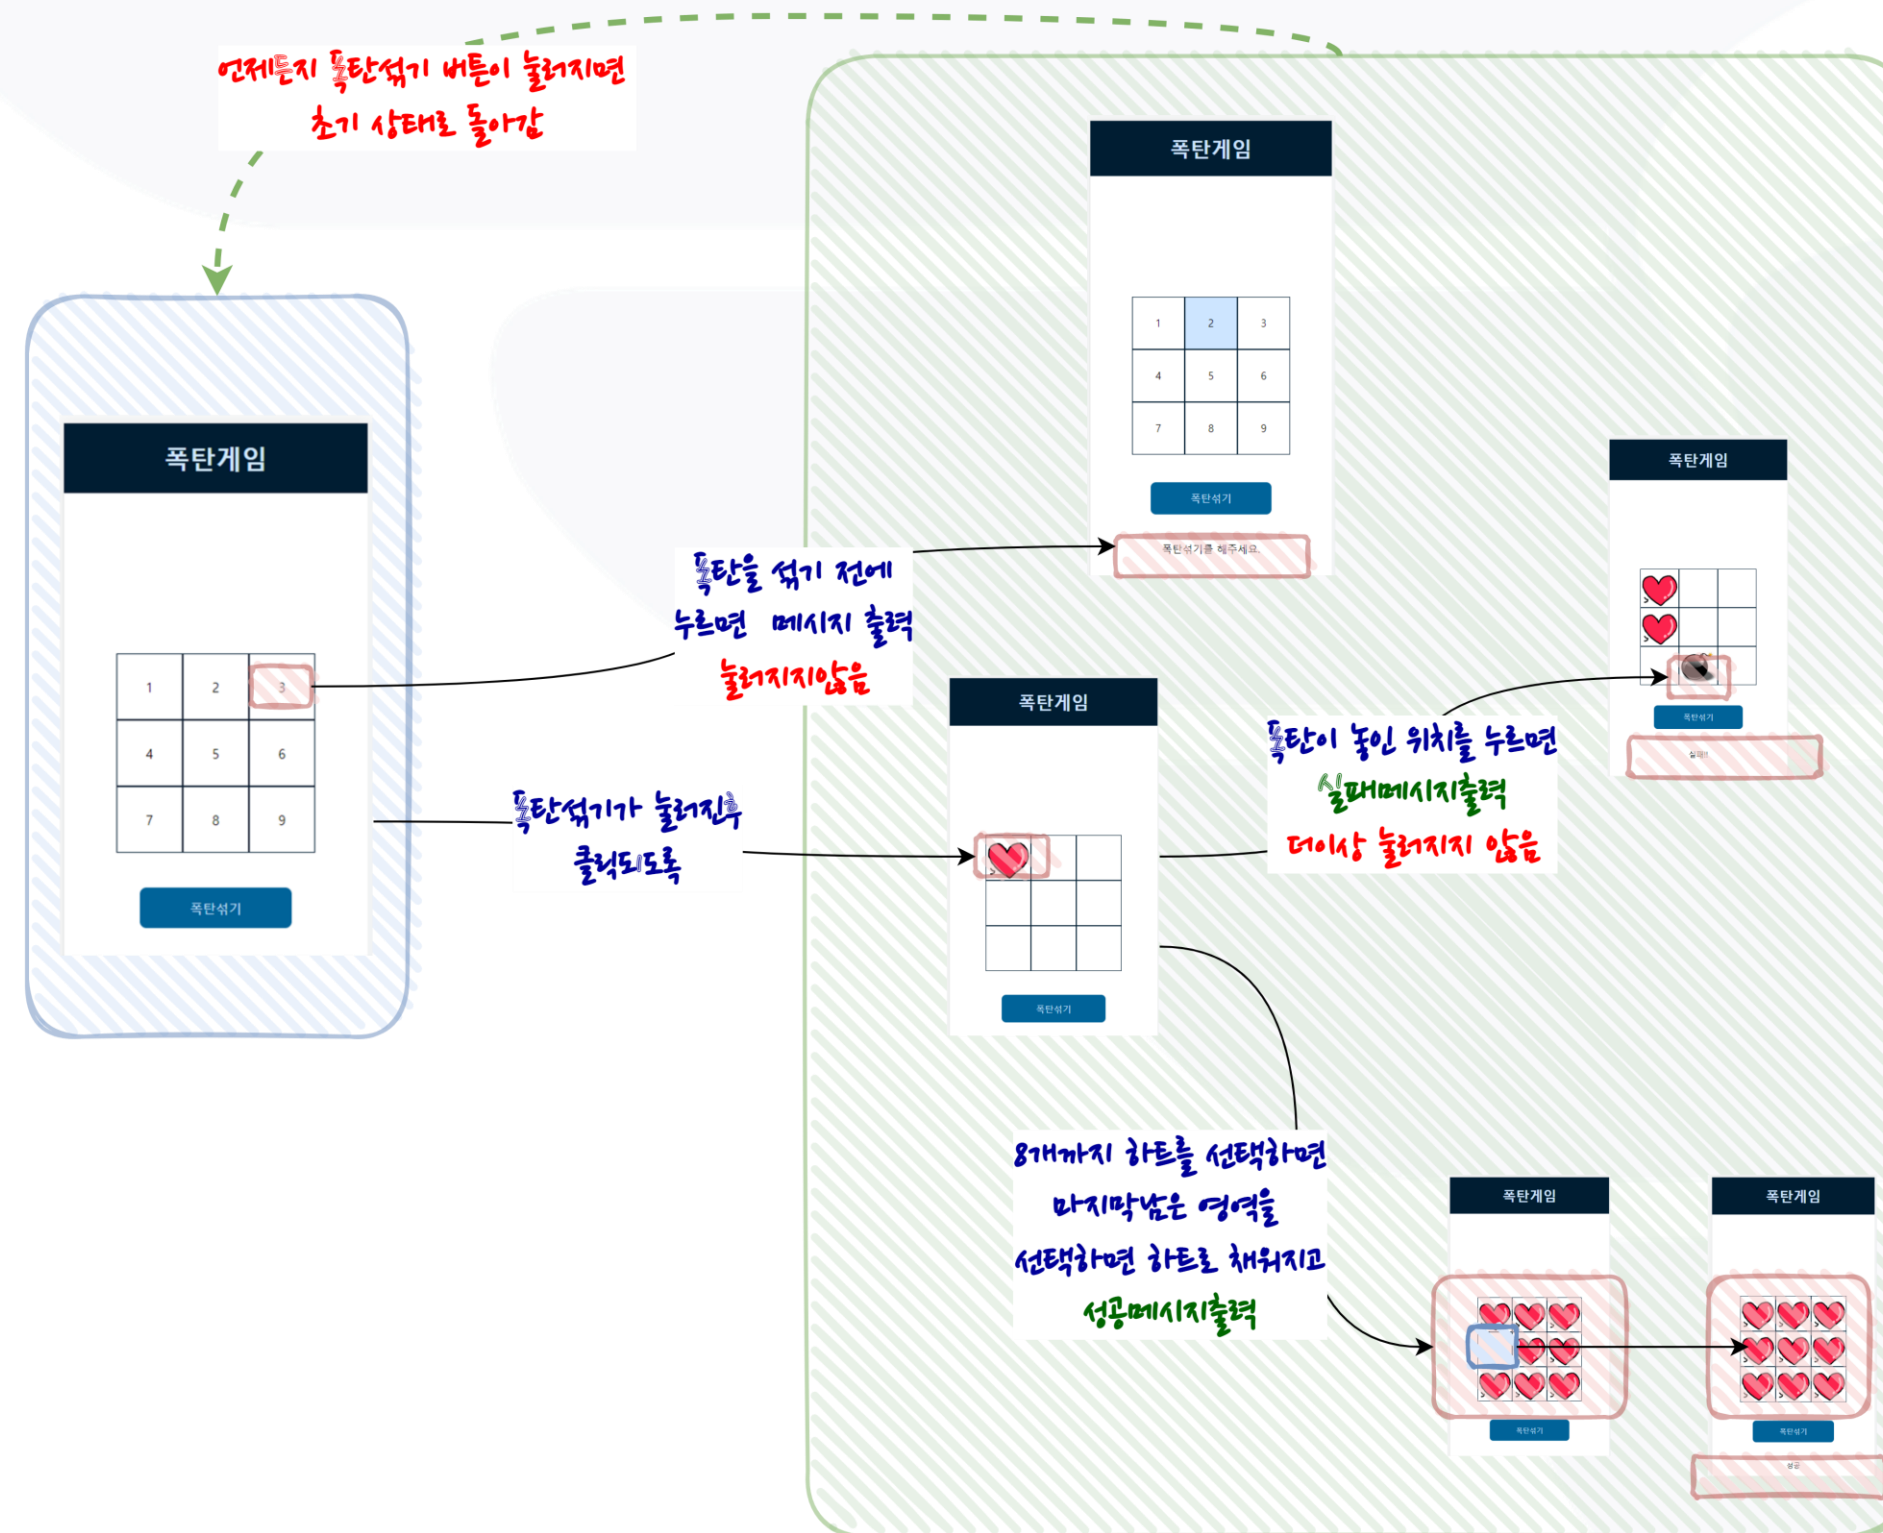 언제든지 폭탄섞기 버튼이 눌러지면
초기 상태로 돌아감
폭탄게임
1 2 3
4 5 6
7 8 9
폭탄섞기
폭탄을 섞기 전에
누르면 메시지 출력
눌러지지않음
폭탄섞기가 눌러진후
클릭되도록
폭탄게임
1 2 3
4 5 6
7 8 9
폭탄섞기
폭탄섞기를 해주세요.
폭탄게임
폭탄섞기
폭탄이 놓인 위치를 누르면
실패메시지출력
더이상 눌러지지 않음
폭탄게임
폭탄섞기
실패!!
8개까지 하트를 선택하면
마지막남은 영역을
선택하면 하트로 채워지고
성공메시지출력
폭탄게임
폭탄섞기
폭탄게임
폭탄섞기
성공